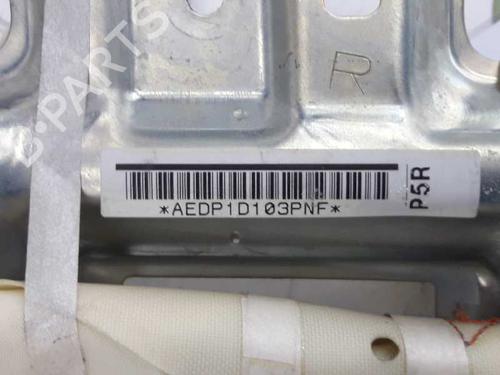 R
*AEDP1D103PNF*
P5R
B-PARTS